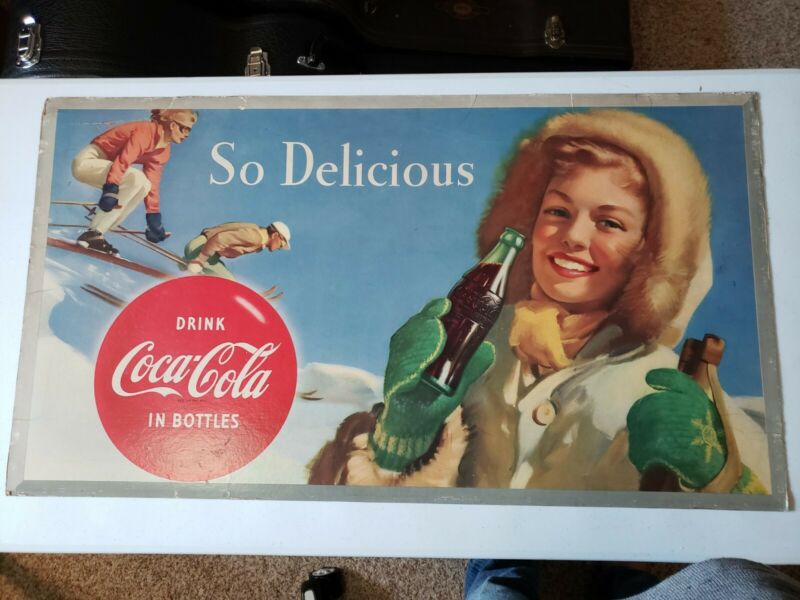 So Delicious
DRINK
Coca-Cola
IN BOTTLES